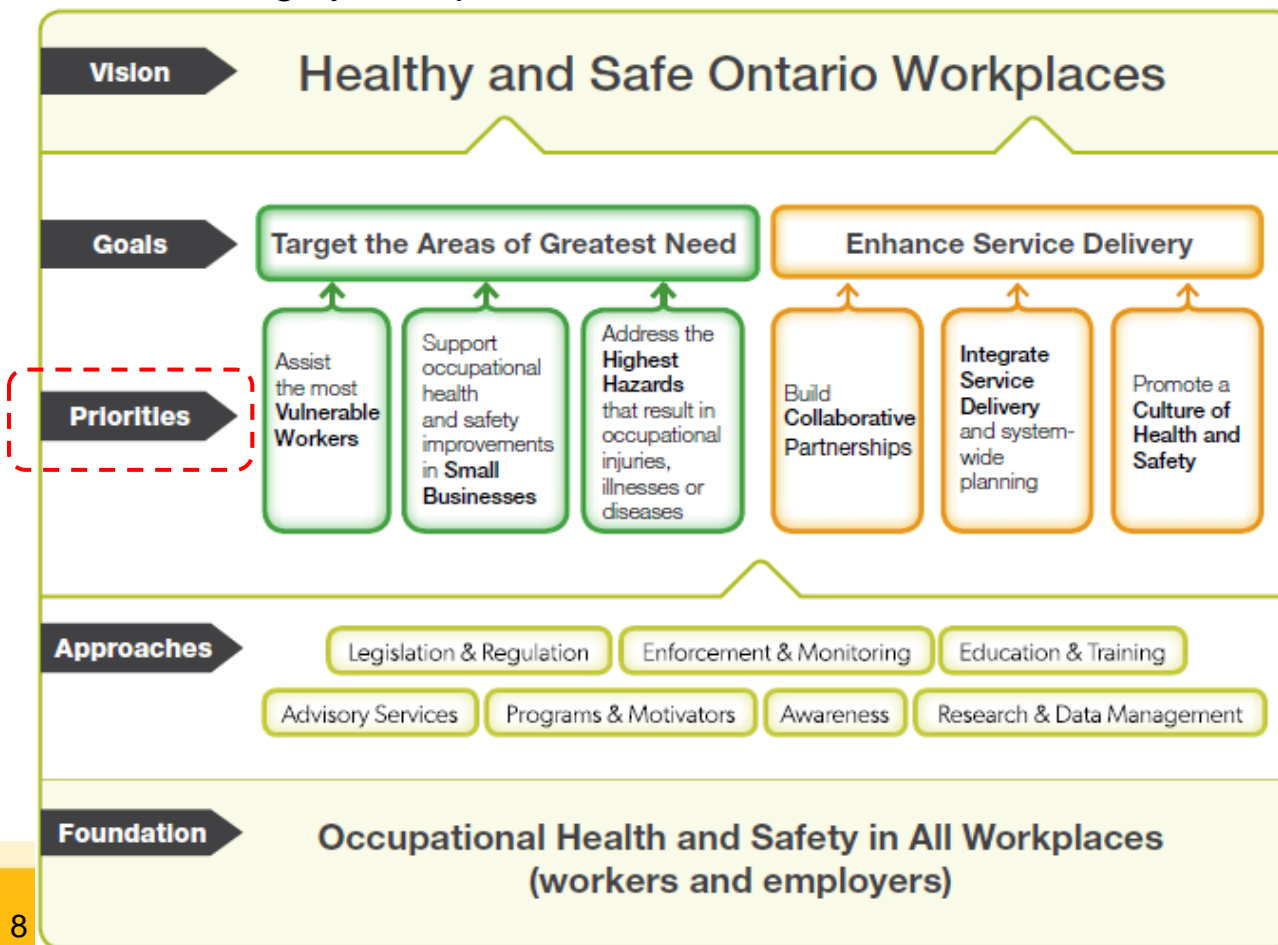 Vision
Healthy and Safe Ontario Workplaces
Goals
Target the Areas of Greatest Need
Enhance Service Delivery
Priorities
Assist
the most
Vulnerable
Workers
Support
occupational
health
and safety
improvements
in Small
Businesses
Address the
Highest
Hazards
that result in
occupational
injuries,
illnesses or
diseases
Build
Collaborative
Partnerships
Integrate
Service
Delivery
and system-
wide
planning
Promote a
Culture of
Health and
Safety
Approaches
Legislation & Regulation
Enforcement & Monitoring
Education & Training
Advisory Services
Programs & Motivators
Awareness
Research & Data Management
Foundation
Occupational Health and Safety in All Workplaces
(workers and employers)
8